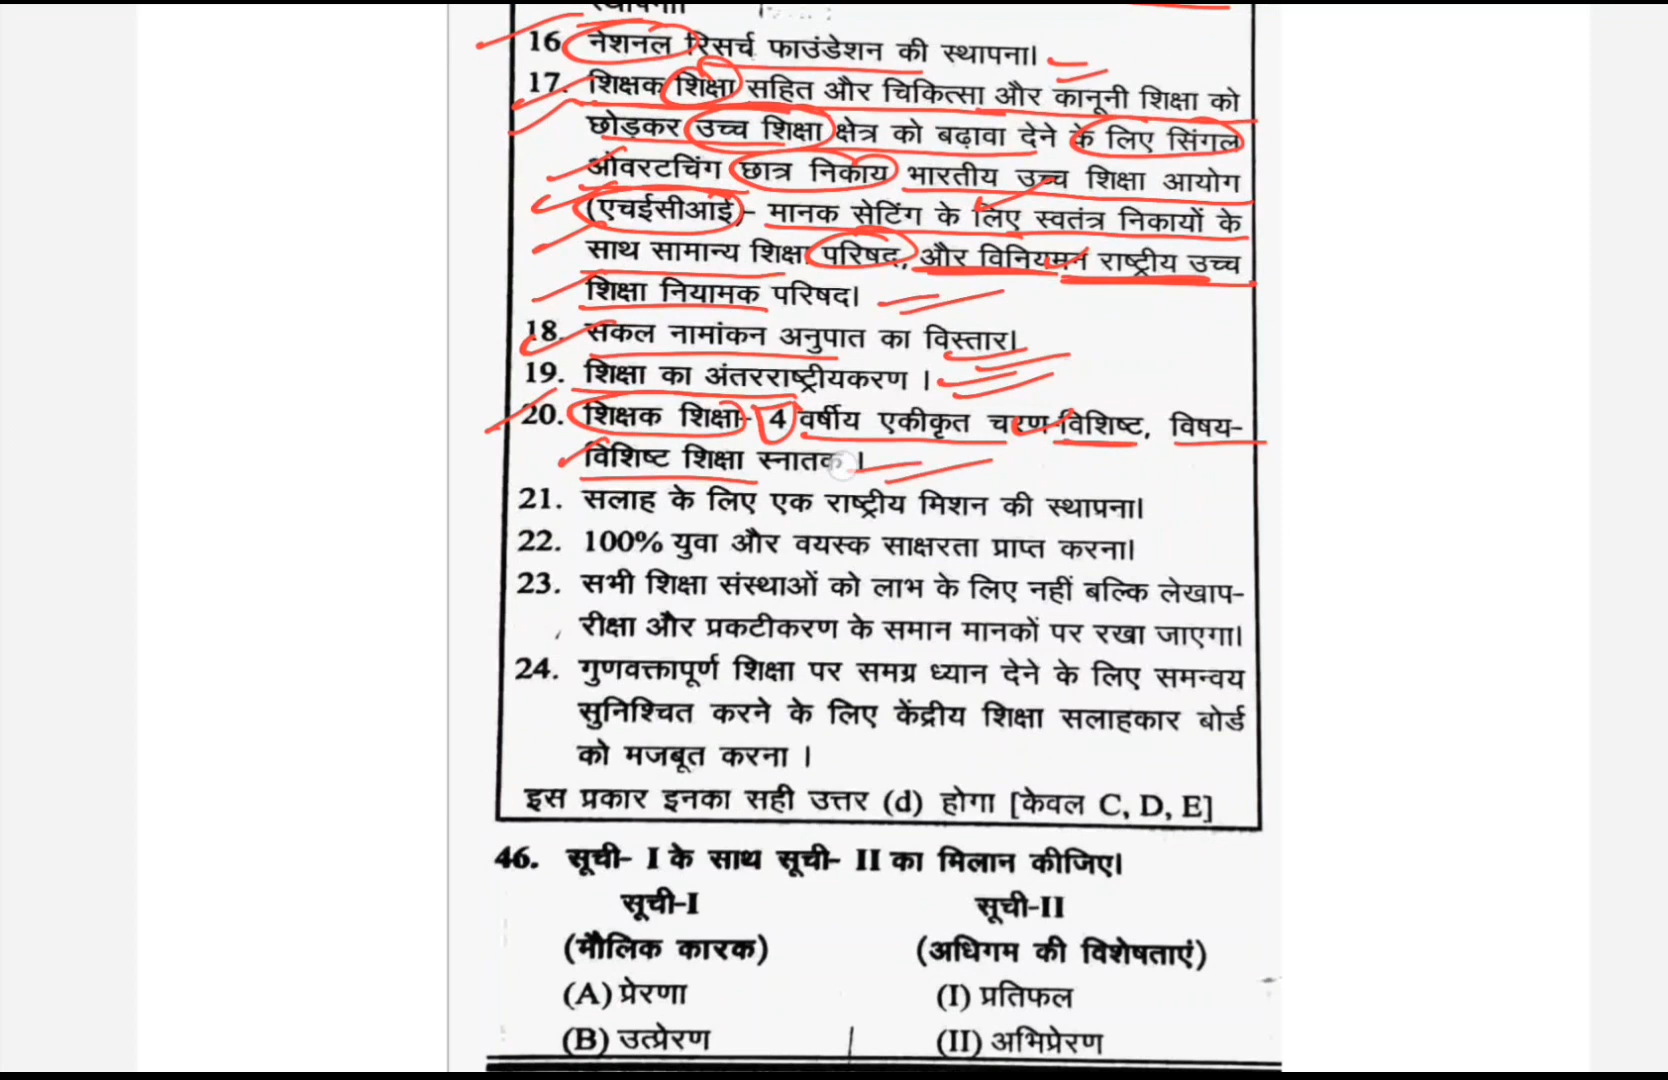 स्थापना।
16. नेशनल रिसर्च फाउंडेशन की स्थापना।
17. शिक्षक शिक्षा सहित और चिकित्सा और कानूनी शिक्षा को
छोड़कर उच्च शिक्षा क्षेत्र को बढ़ावा देने के लिए सिंगल
ओवरटचिंग छात्र निकाय भारतीय उच्च शिक्षा आयोग
(एचईसीआई)- मानक सेटिंग के लिए स्वतंत्र निकायों के
साथ सामान्य शिक्षा परिषद, और विनियमन राष्ट्रीय उच्च
शिक्षा नियामक परिषद।
18. सकल नामांकन अनुपात का विस्तार।
19. शिक्षा का अंतरराष्ट्रीयकरण ।
20. शिक्षक शिक्षा- 4 वर्षीय एकीकृत चरण-विशिष्ट, विषय-
विशिष्ट शिक्षा स्नातक ।
21. सलाह के लिए एक राष्ट्रीय मिशन की स्थाप्रना।
22. 100% युवा और वयस्क साक्षरता प्राप्त करना।
23. सभी शिक्षा संस्थाओं को लाभ के लिए नहीं बल्कि लेखाप-
रीक्षा और प्रकटीकरण के समान मानकों पर रखा जाएगा।
24. गुणवक्तापूर्ण शिक्षा पर समग्र ध्यान देने के लिए समन्वय
सुनिश्चित करने के लिए केंद्रीय शिक्षा सलाहकार बोर्ड
को मजबूत करना ।
इस प्रकार इनका सही उत्तर (d) होगा [केवल C, D, E]
46. सूची- I के साथ सूची- II का मिलान कीजिए।
सूची-I सूची-II
(मौलिक कारक) (अधिगम की विशेषताएं)
(A) प्रेरणा (I) प्रतिफल
(B) उत्प्रेरण (II) अभिप्रेरण